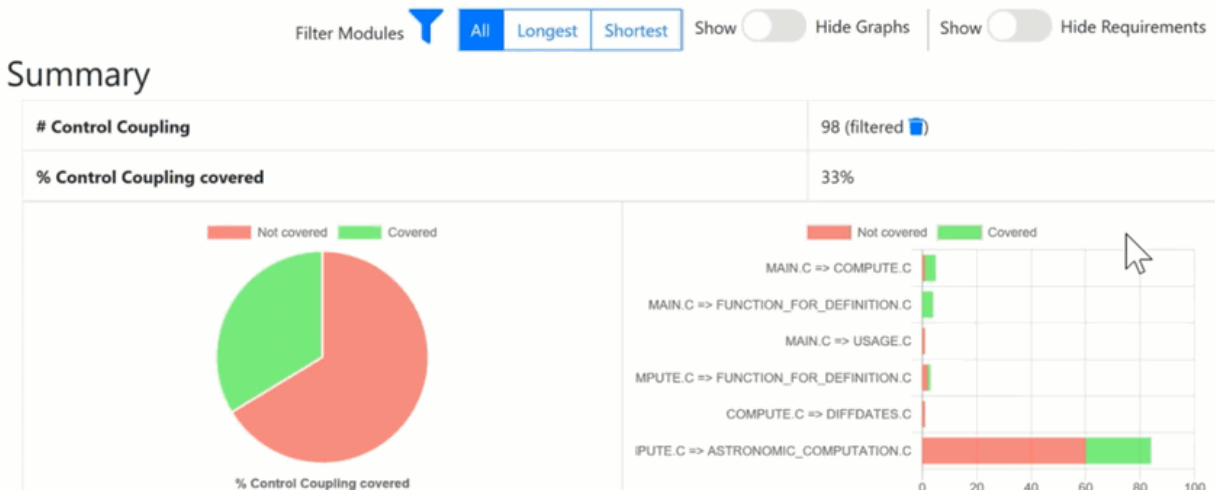 Filter Modules All Longest Shortest Show Hide Graphs Show Hide Requirements
Summary
# Control Coupling 98 (filtered )
% Control Coupling covered 33%
Not covered Covered
Not covered Covered
MAIN.C => COMPUTE.C
MAIN.C => FUNCTION_FOR_DEFINITION.C
MAIN.C => USAGE.C
MPUTE.C => FUNCTION_FOR_DEFINITION.C
COMPUTE.C => DIFFDATES.C
IPUTE.C => ASTRONOMIC_COMPUTATION.C
0 20 40 60 80 100
% Control Coupling covered